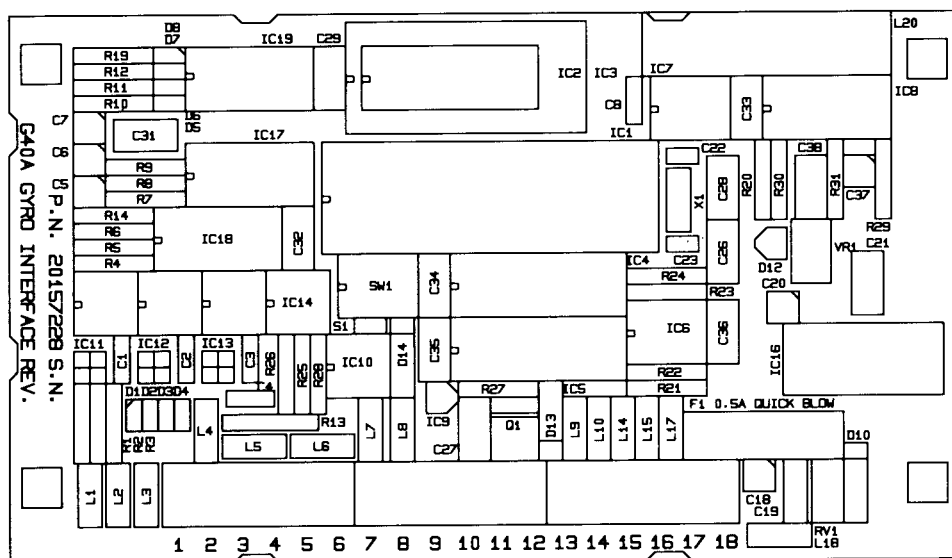 D8
D7
IC19
C29
L20
R19
R12
R11
R10
IC2
IC3
IC7
C8
IC8
C33
C7
D6
D5
IC1
C31
IC17
C6
C22
R9
R8
R7
C5
X1
C28
R20
R30
C38
R31
C37
R14
R6
R5
R4
IC18
C32
R29
VR1
C21
C23
C26
D12
IC4
R24
SW1
C34
R23
C20
IC14
S1
IC6
C36
IC16
IC11
C1
IC12
C2
IC13
C3
R26
R25
R28
IC10
D14
C35
R22
R21
D1 D2 D3 D4
R27
IC5
IC9
F1 0.5A QUICK BLOW
R1
R2
R3
L4
R13
L5
L6
L7
L8
C27
Q1
D13
L9
L10
L14
L15
L17
D10
L1
L2
L3
C18
C19
RV1
L18
1 2 3 4 5 6 7 8 9 10 11 12 13 14 15 16 17 18
G40A GYRO INTERFACE REV.
P.N. 2015722B S.N.